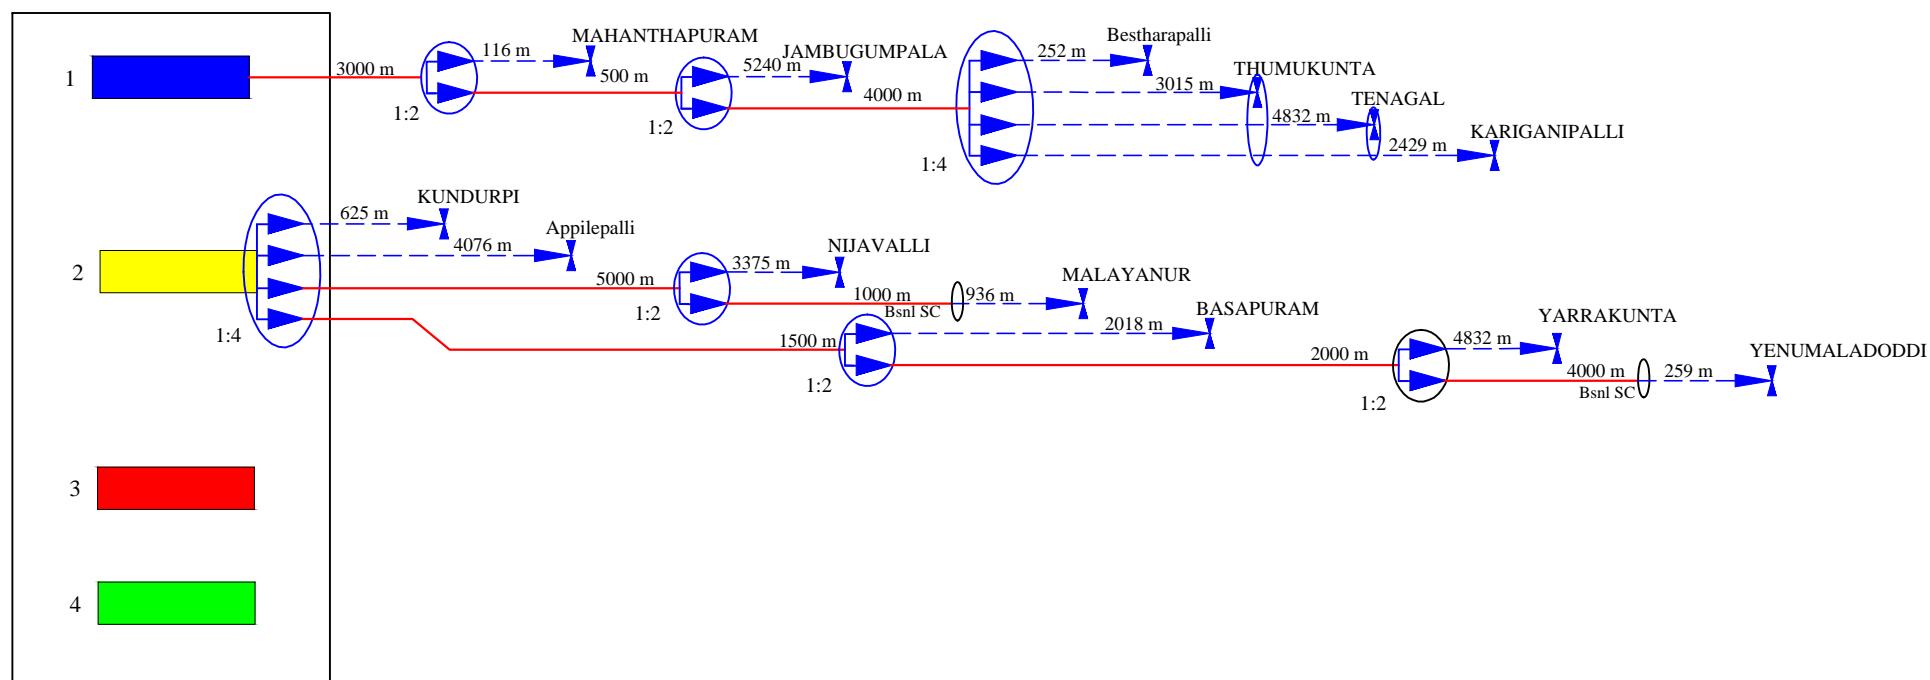 1
3000 m
1:2
116 m
MAHANTHAPURAM
500 m
1:2
5240 m
JAMBUGUMPALA
4000 m
1:4
252 m
Bestharapalli
3015 m
THUMUKUNTA
4832 m
TENAGAL
2429 m
KARIGANIPALLI
2
1:4
625 m
KUNDURPI
4076 m
Appilepalli
5000 m
1:2
3375 m
NIJAVALLI
1000 m
Bsnl SC
936 m
MALAYANUR
1500 m
1:2
2018 m
BASAPURAM
2000 m
1:2
4832 m
YARRAKUNTA
4000 m
Bsnl SC
259 m
YENUMALADODDI
3
4